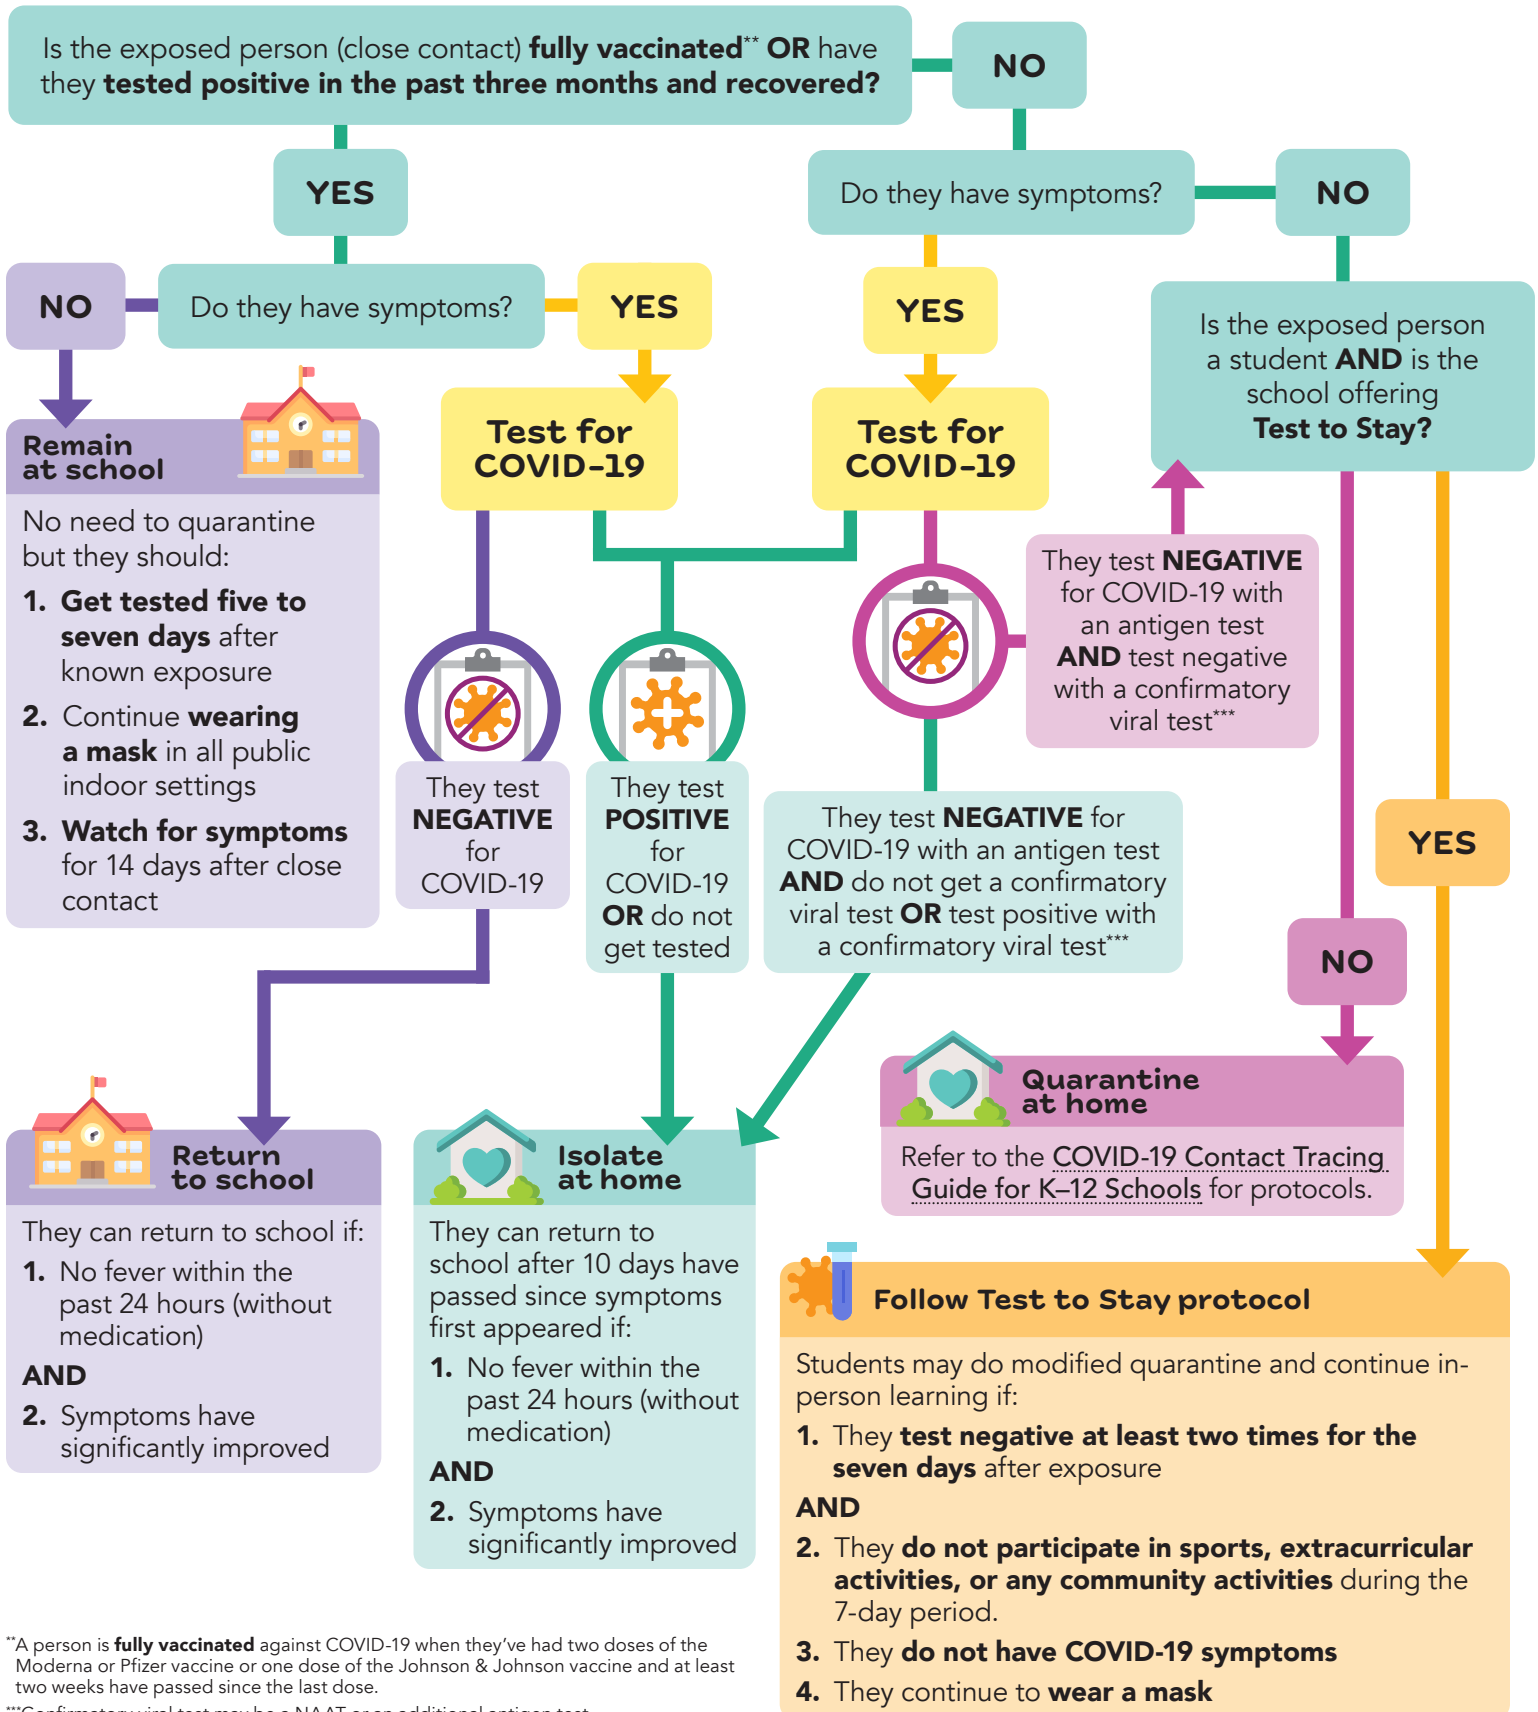 Is the exposed person (close contact) fully vaccinated** OR have
they tested positive in the past three months and recovered?
NO
YES
Do they have symptoms?
NO
NO
Do they have symptoms?
YES
YES
Is the exposed person
a student AND is the
school offering
Test to Stay?
Test for
COVID-19
Test for
COVID-19
Remain
at school
No need to quarantine
but they should:
1. Get tested five to
seven days after
known exposure
2. Continue wearing
a mask in all public
indoor settings
3. Watch for symptoms
for 14 days after close
contact
They test NEGATIVE
for COVID-19 with
an antigen test
AND test negative
with a confirmatory
viral test***
They test
NEGATIVE
for
COVID-19
They test
POSITIVE
for
COVID-19
OR do not
get tested
They test NEGATIVE for
COVID-19 with an antigen test
AND do not get a confirmatory
viral test OR test positive with
a confirmatory viral test***
YES
NO
Quarantine
at home
Refer to the COVID-19 Contact Tracing
Guide for K–12 Schools for protocols.
Return
to school
They can return to school if:
1. No fever within the
past 24 hours (without
medication)
AND
2. Symptoms have
significantly improved
Isolate
at home
They can return to
school after 10 days have
passed since symptoms
first appeared if:
1. No fever within the
past 24 hours (without
medication)
AND
2. Symptoms have
significantly improved
Follow Test to Stay protocol
Students may do modified quarantine and continue in-
person learning if:
1. They test negative at least two times for the
seven days after exposure
AND
2. They do not participate in sports, extracurricular
activities, or any community activities during the
7-day period.
3. They do not have COVID-19 symptoms
4. They continue to wear a mask
**A person is fully vaccinated against COVID-19 when they've had two doses of the
Moderna or Pfizer vaccine or one dose of the Johnson & Johnson vaccine and at least
two weeks have passed since the last dose.
***Confirmatory viral test may be a NAAT or an additional antigen test